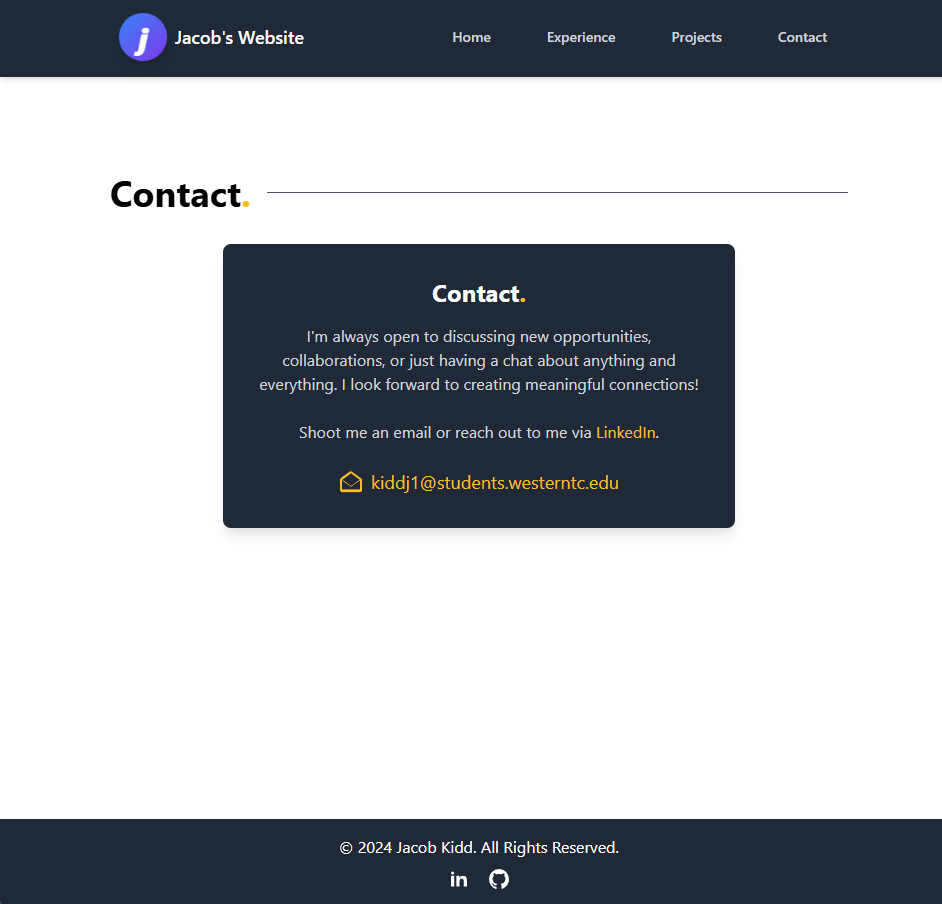 j Jacob's Website Home Experience Projects Contact
Contact.
Contact.
I'm always open to discussing new opportunities,
collaborations, or just having a chat about anything and
everything. I look forward to creating meaningful connections!
Shoot me an email or reach out to me via LinkedIn.
kiddj1@students.westerntc.edu
© 2024 Jacob Kidd. All Rights Reserved.
in